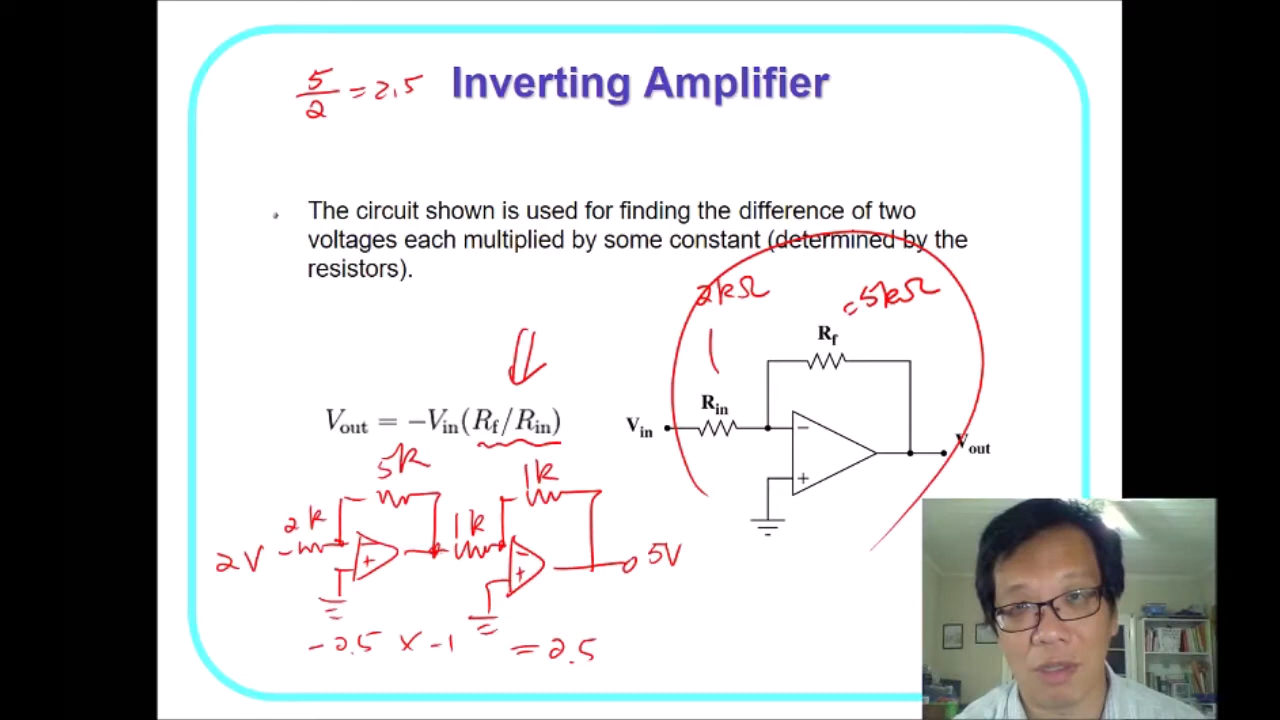 5/2 = 2.5
Inverting Amplifier
The circuit shown is used for finding the difference of two
voltages each multiplied by some constant (determined by the
resistors).
2kΩ
=5kΩ
Rf
Rin
Vin
−
+
Vout
Vout = −Vin(Rf/Rin)
5k
1k
2k
1k
2V
−
+
−
+
5V
-2.5 x -1 = 2.5